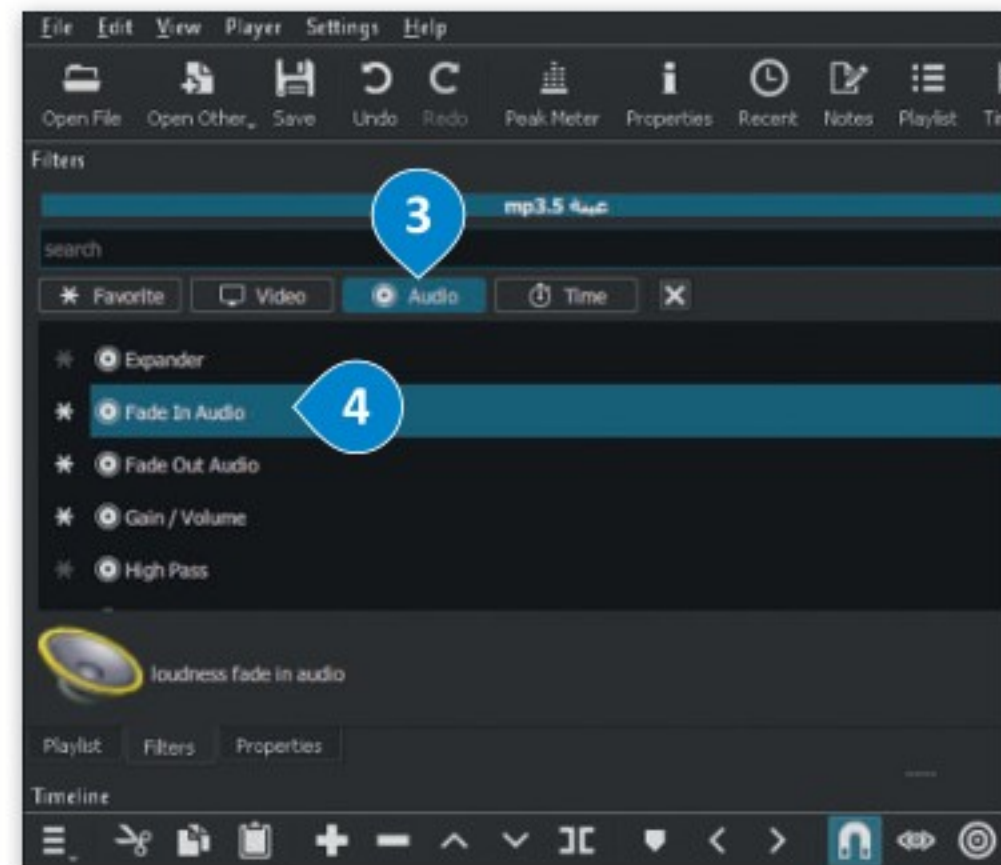 File Edit View Player Settings Help
Open File Open Other Save Undo Redo Peak Meter Properties Recent Notes Playlist
Filters
3
عينة mp3.5
search
Favorite Video Audio Time
Expander
Fade In Audio
4
Fade Out Audio
Gain / Volume
High Pass
loudness fade in audio
Playlist Filters Properties
Timeline